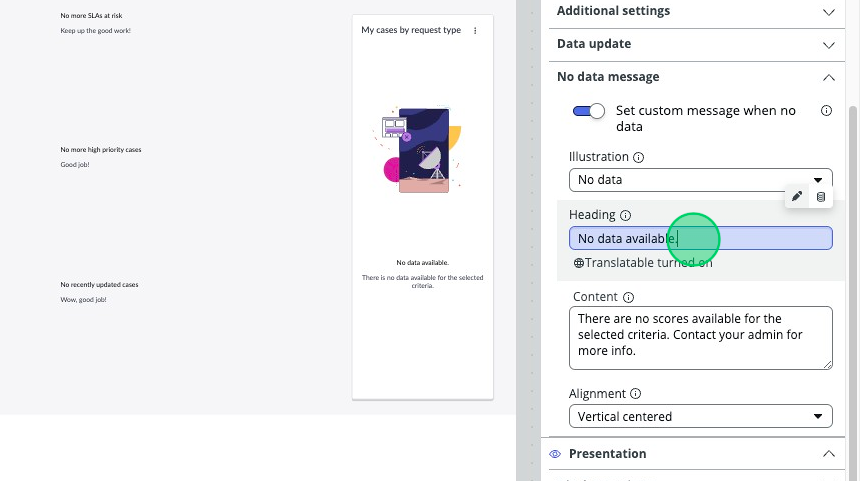 No more SLAs at risk
Keep up the good work!
No more high priority cases
Good job!
No recently updated cases
Wow, good job!
My cases by request type
No data available.
There is no data available for the selected
criteria.
Additional settings
Data update
No data message
Set custom message when no
data
Illustration
No data
Heading
No data available.
Translatable turned on
Content
There are no scores available for the
selected criteria. Contact your admin for
more info.
Alignment
Vertical centered
Presentation